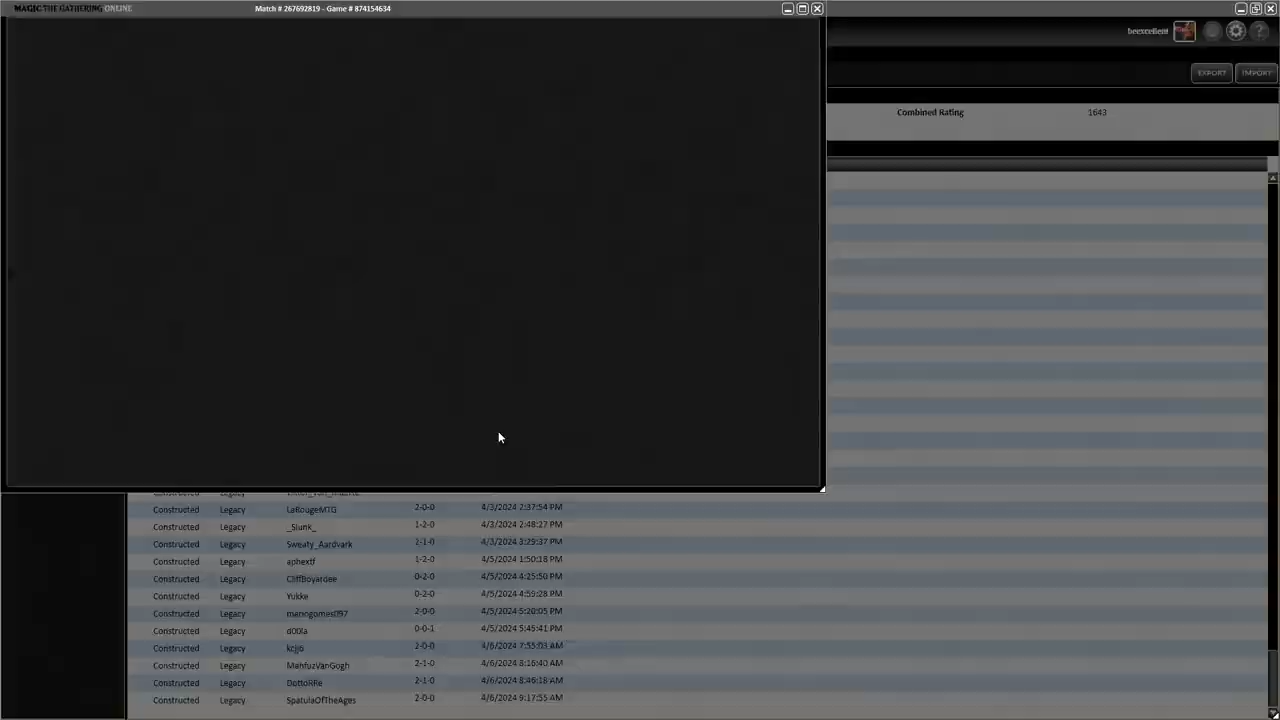 MAGIC THE GATHERING ONLINE Match # 267692819 - Game # 874154634
beexcellent ?
EXPORT IMPORT
Combined Rating 1643
Constructed Legacy
Constructed Legacy LaRougeMTG 2-0-0 4/3/2024 2:37:54 PM
Constructed Legacy _Slunk_ 1-2-0 4/3/2024 2:48:27 PM
Constructed Legacy Sweaty_Aardvark 2-1-0 4/3/2024 3:29:37 PM
Constructed Legacy aphextf 1-2-0 4/5/2024 1:50:18 PM
Constructed Legacy CliffBoyardee 0-2-0 4/5/2024 4:25:50 PM
Constructed Legacy Yukke 0-2-0 4/5/2024 4:59:28 PM
Constructed Legacy manogomes097 2-0-0 4/5/2024 5:20:05 PM
Constructed Legacy 0-0-1 4/5/2024 5:45:41 PM
Constructed Legacy kcjjo 2-0-0 4/6/2024 7:55:03 AM
Constructed Legacy MahfuzVanGogh 2-1-0 4/6/2024 8:16:40 AM
Constructed Legacy DottoRRe 2-1-0 4/6/2024 8:46:18 AM
Constructed Legacy SpatulaOfTheAges 2-0-0 4/6/2024 9:17:55 AM